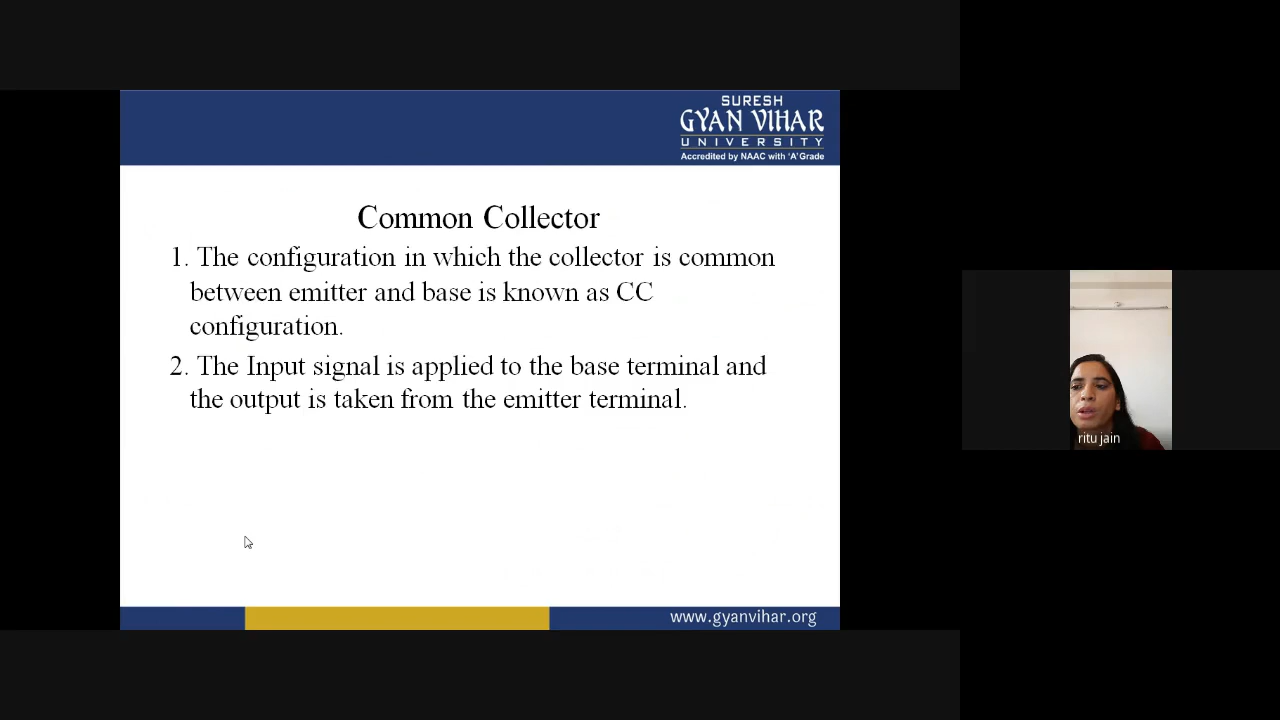 SURESH
GYAN VIHAR
UNIVERSITY
Accredited by NAAC with 'A' Grade
Common Collector
1. The configuration in which the collector is common
between emitter and base is known as CC
configuration.
2. The Input signal is applied to the base terminal and
the output is taken from the emitter terminal.
ritu jain
www.gyanvihar.org